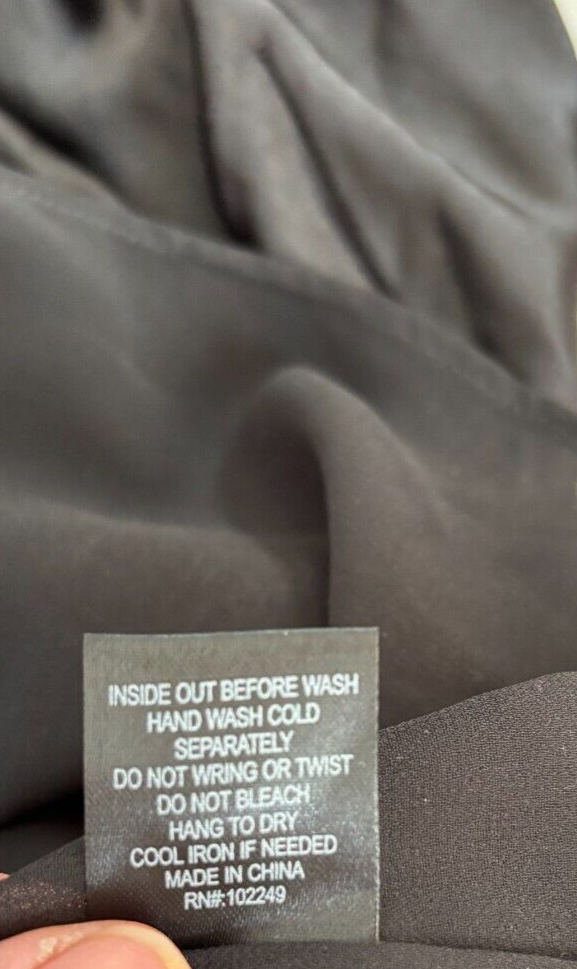 INSIDE OUT BEFORE WASH
HAND WASH COLD
SEPARATELY
DO NOT WRING OR TWIST
DO NOT BLEACH
HANG TO DRY
COOL IRON IF NEEDED
MADE IN CHINA
RN#:102249